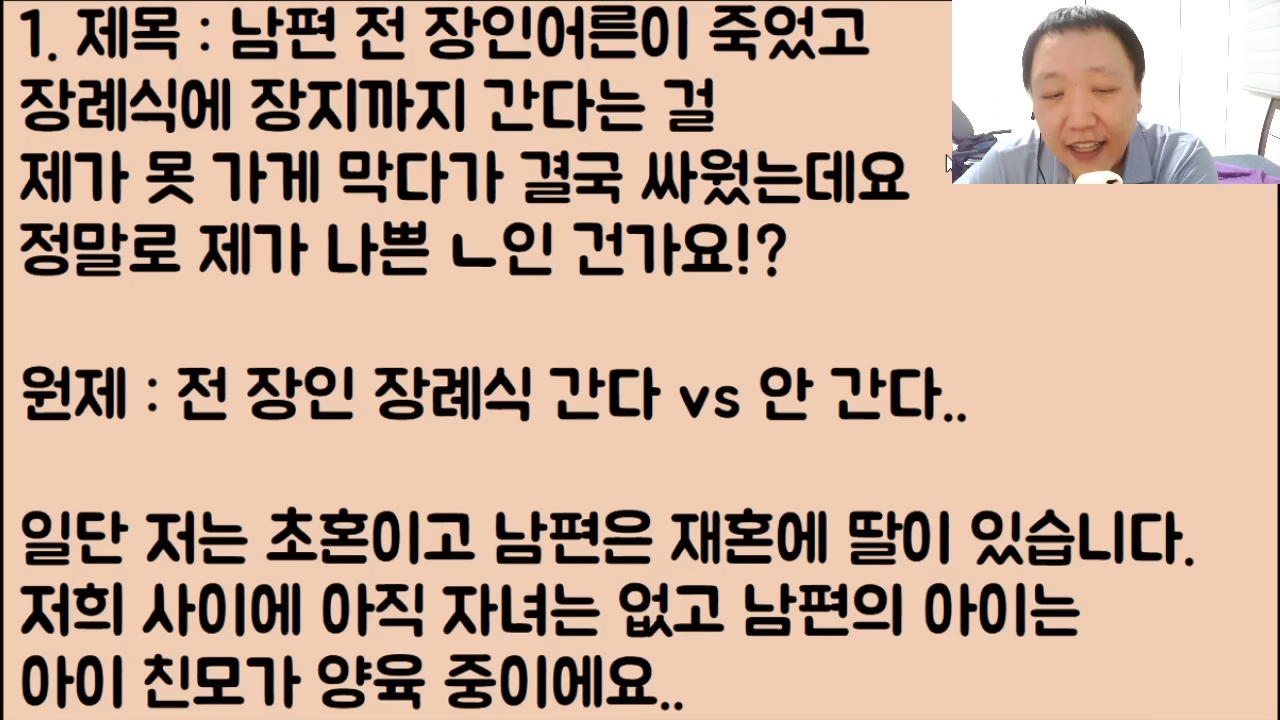 1. 제목 : 남편 전 장인어른이 죽었고
장례식에 장지까지 간다는 걸
제가 못 가게 막다가 결국 싸웠는데요
정말로 제가 나쁜 ㄴ인 건가요!?
원제 : 전 장인 장례식 간다 vs 안 간다..
일단 저는 초혼이고 남편은 재혼에 딸이 있습니다.
저희 사이에 아직 자녀는 없고 남편의 아이는
아이 친모가 양육 중이에요..